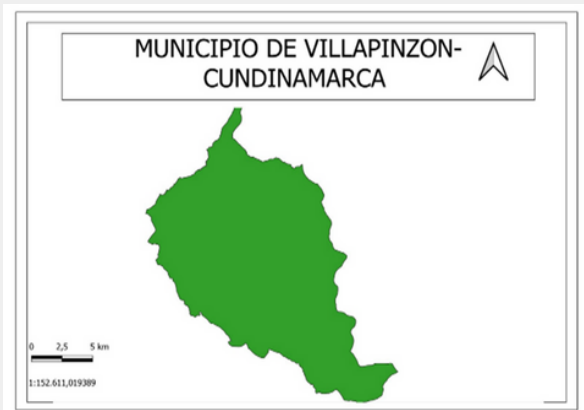 MUNICIPIO DE VILLAPINZON-
CUNDINAMARCA
0 2,5 5 km
1:152.611,019389